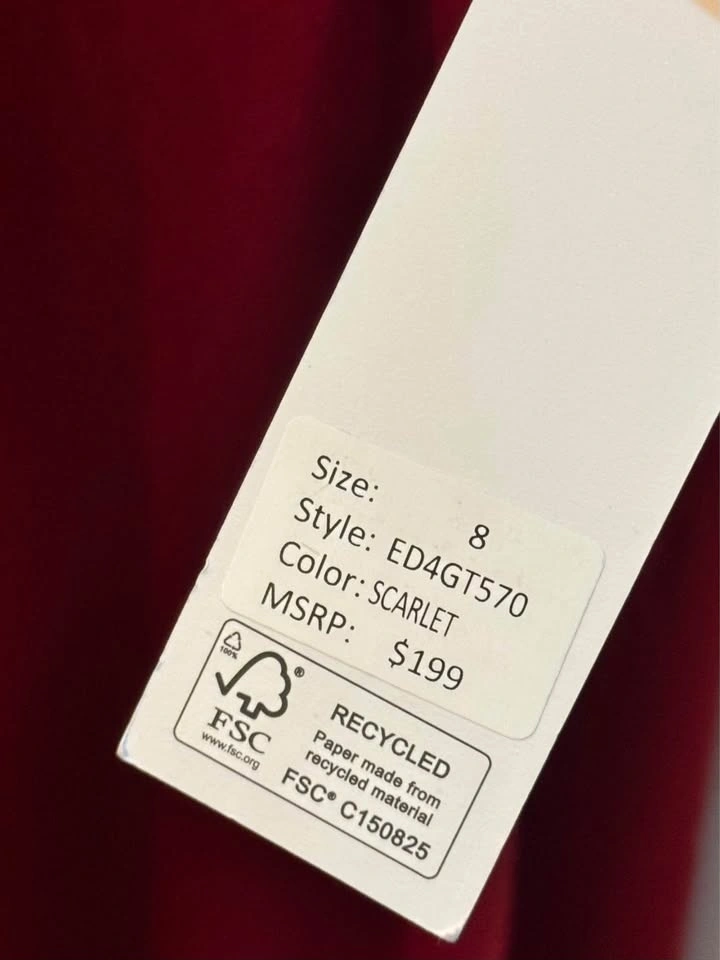 Size: 8
Style: ED4GT570
Color: SCARLET
MSRP: $199
100%
®
FSC
www.fsc.org
RECYCLED
Paper made from
recycled material
FSC® C150825